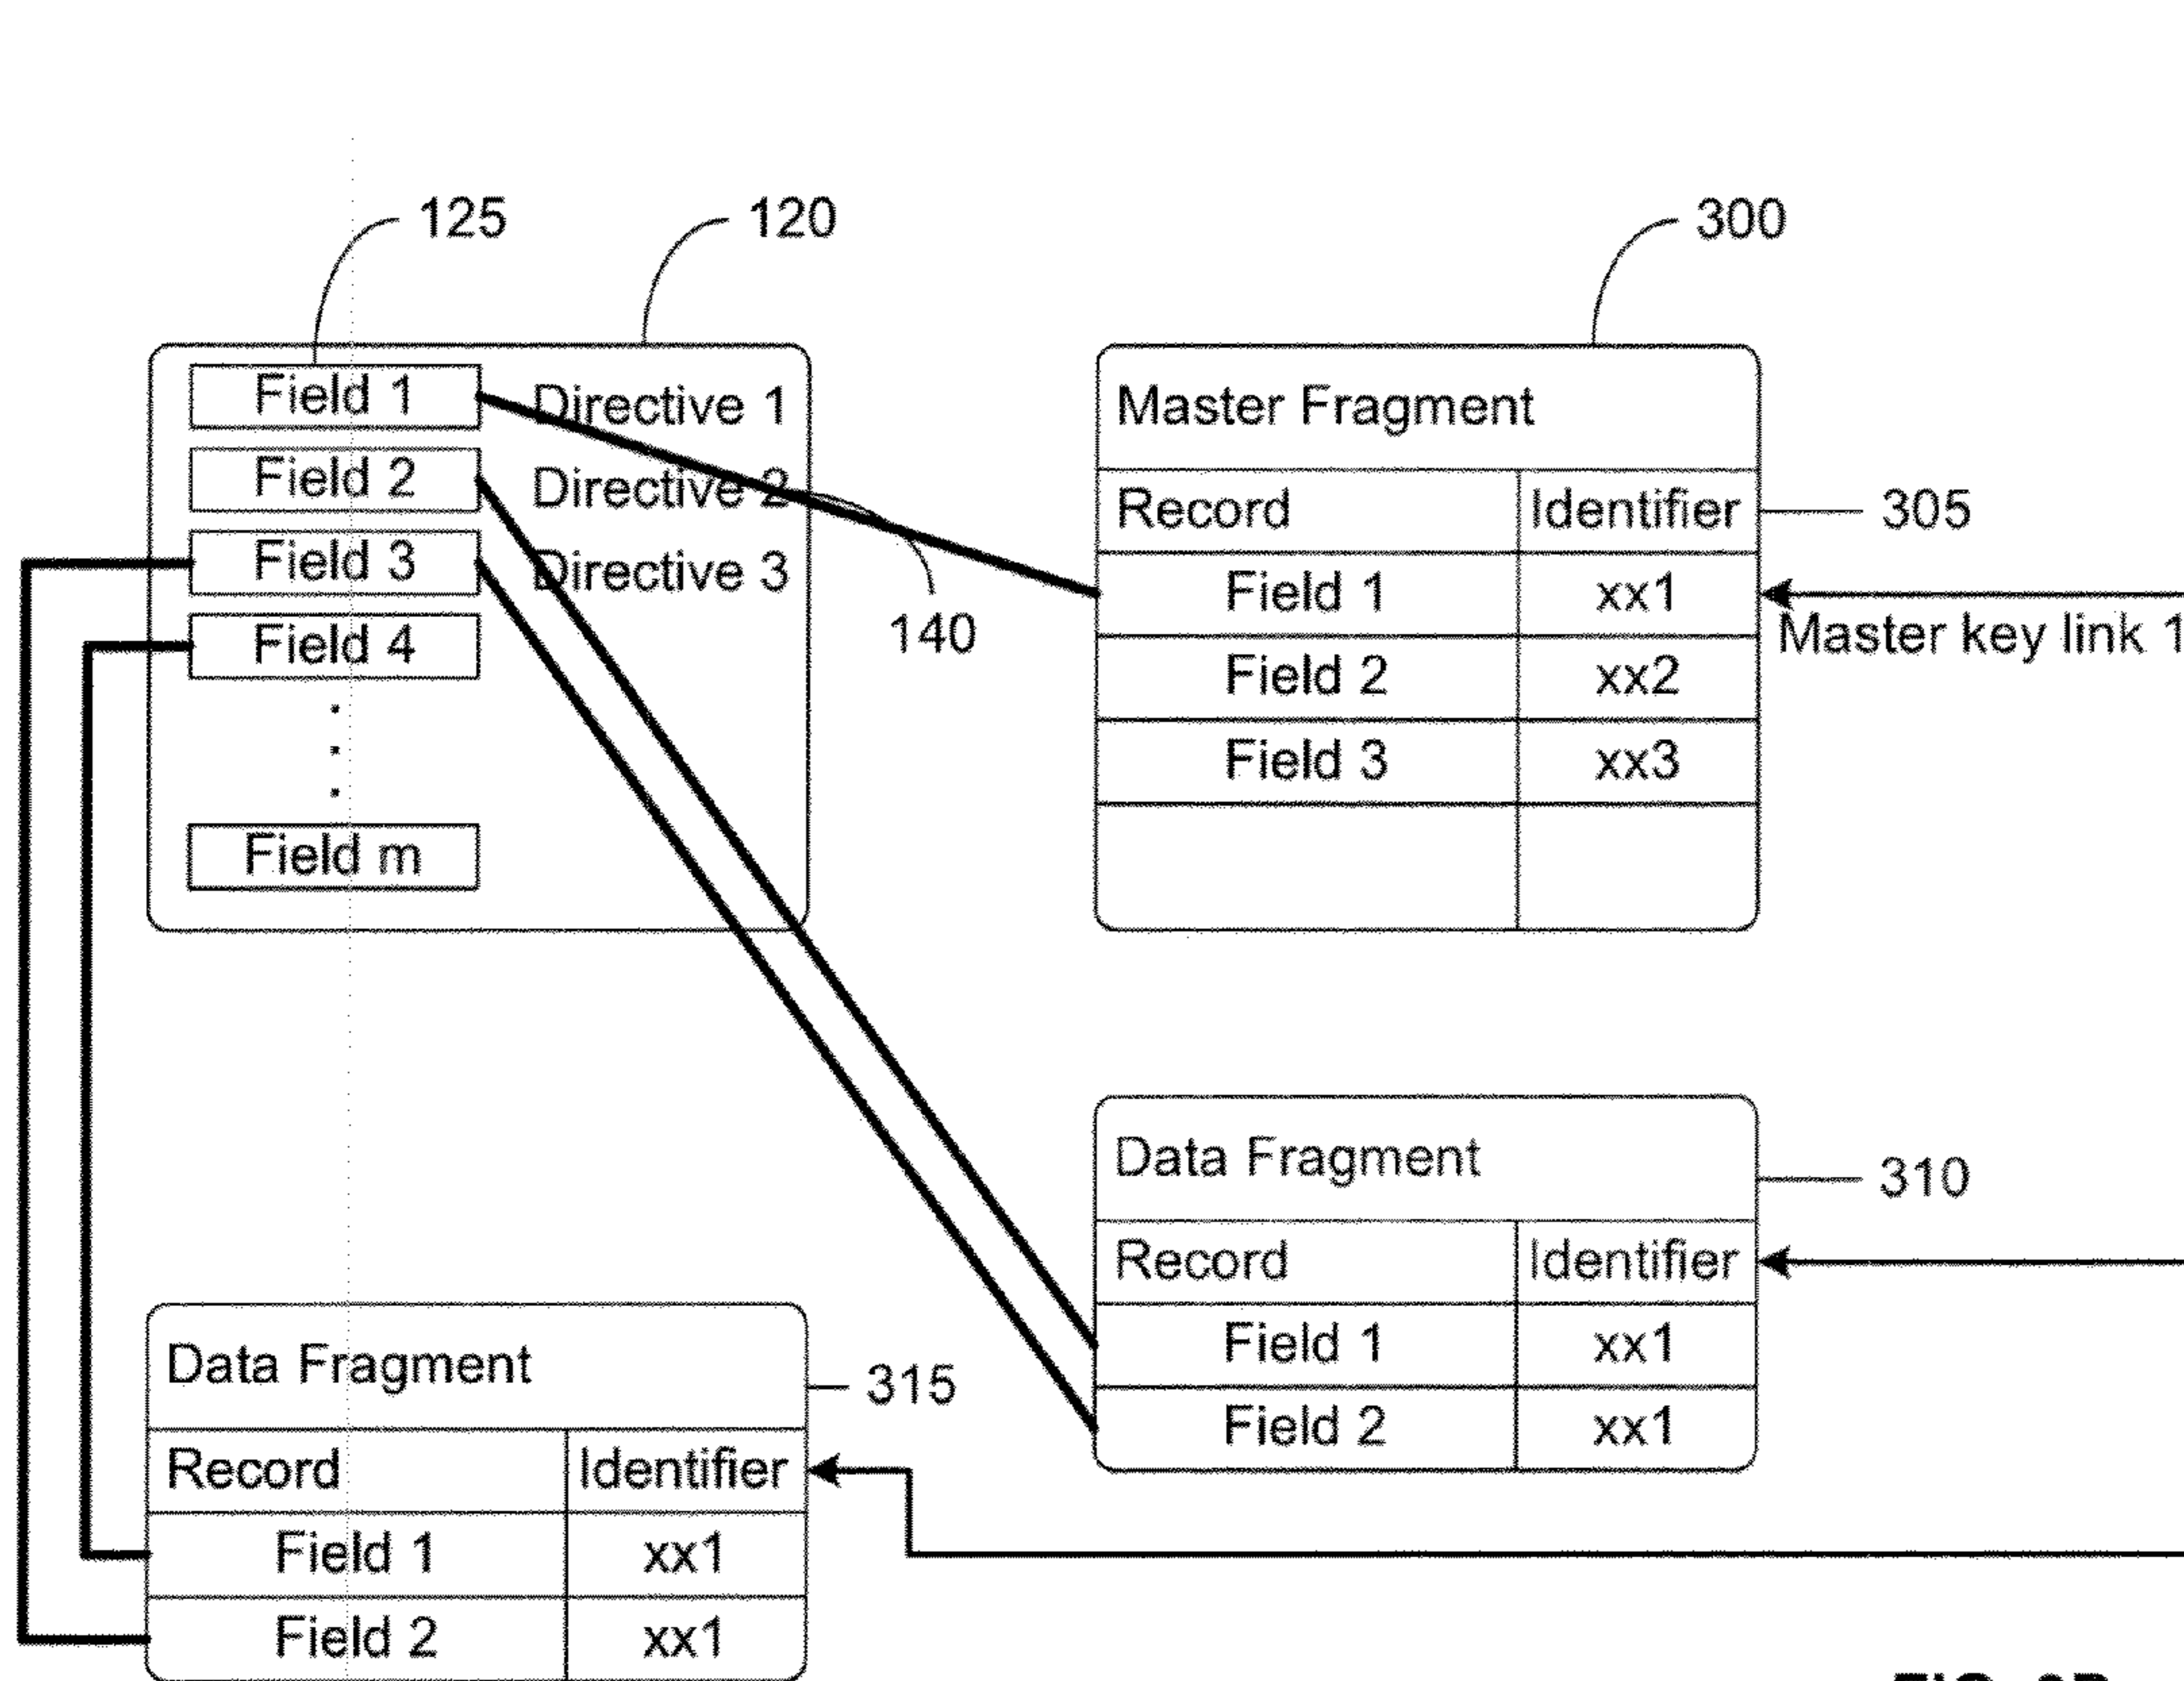 125
120
300
Field 1 Directive 1
Field 2 Directive 2
Field 3 Directive 3
Field 4
Field m
140
Master Fragment
Record Identifier
305
Field 1 xx1
Field 2 xx2
Field 3 xx3
Master key link 1
Data Fragment
310
Record Identifier
Field 1 xx1
Field 2 xx1
Data Fragment
315
Record Identifier
Field 1 xx1
Field 2 xx1